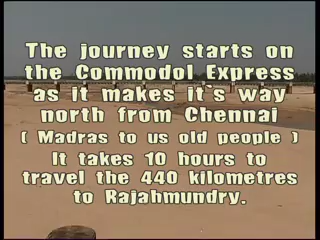 The journey starts on
the Commodol Express
as it makes it`s way
north from Chennai
( Madras to us old people )
It takes 10 hours to
travel the 440 kilometres
to Rajahmundry.